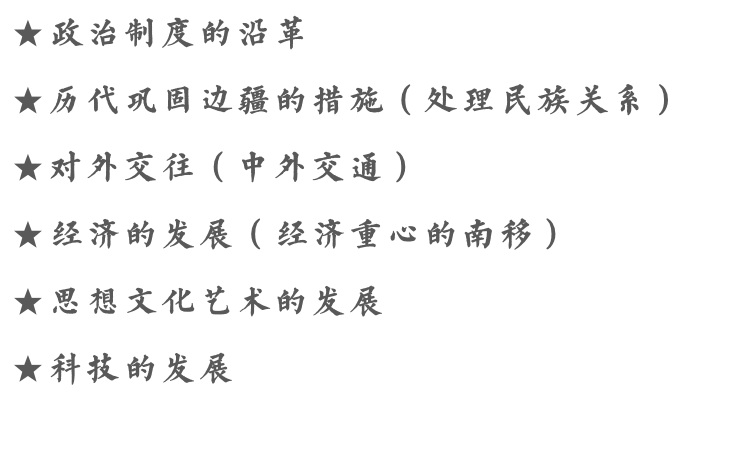 ★政治制度的沿革
★历代巩固边疆的措施（处理民族关系）
★对外交往（中外交通）
★经济的发展（经济重心的南移）
★思想文化艺术的发展
★科技的发展